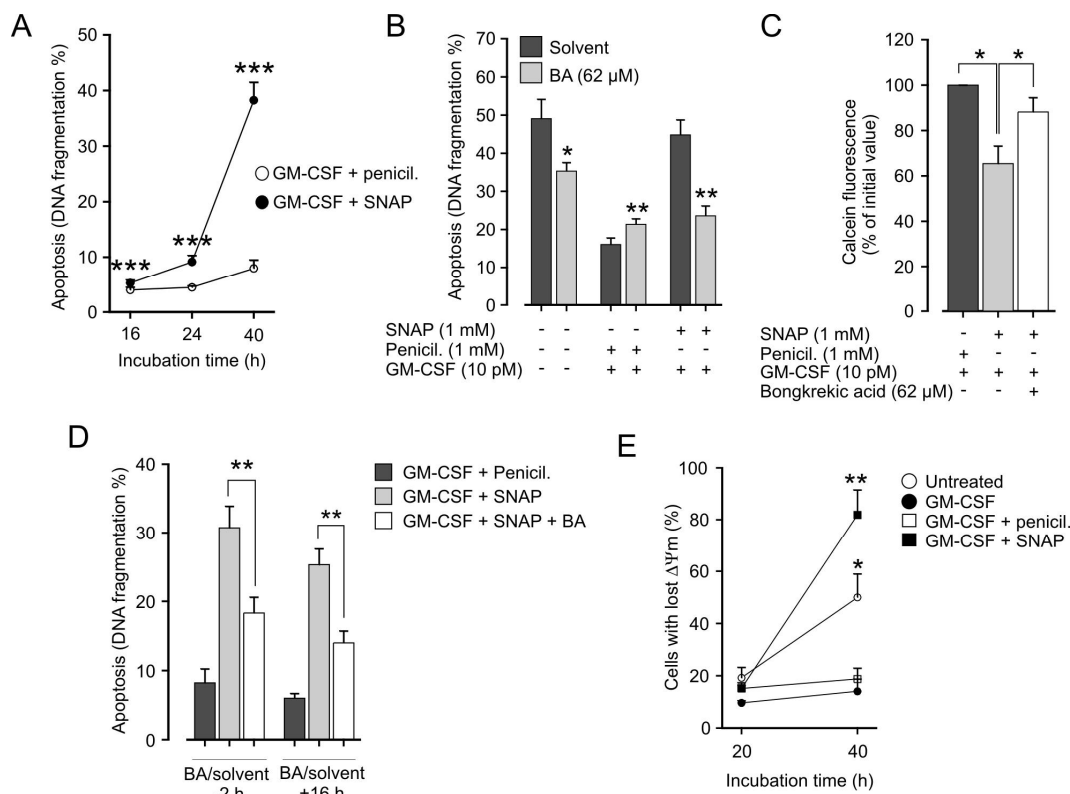 A
Apoptosis (DNA fragmentation %)
50
40
30
20
10
0
***
***
***
GM-CSF + penicil.
GM-CSF + SNAP
16 24 40
Incubation time (h)
B
Apoptosis (DNA fragmentation %)
70
60
50
40
30
20
10
0
Solvent
BA (62 µM)
*
**
**
SNAP (1 mM) - - - - + +
Penicil. (1 mM) - - + + - -
GM-CSF (10 pM) - - + + + +
C
Calcein fluorescence
(% of initial value)
120
100
80
60
40
20
0
* *
SNAP (1 mM) - + +
Penicil. (1 mM) + - -
GM-CSF (10 pM) + + +
Bongkrekic acid (62 µM) - - +
D
Apoptosis (DNA fragmentation %)
40
30
20
10
0
**
**
GM-CSF + Penicil.
GM-CSF + SNAP
GM-CSF + SNAP + BA
BA/solvent BA/solvent
+16 h
E
Cells with lost ΔΨm (%)
100
80
60
40
20
0
**
*
Untreated
GM-CSF
GM-CSF + penicil.
GM-CSF + SNAP
20 40
Incubation time (h)